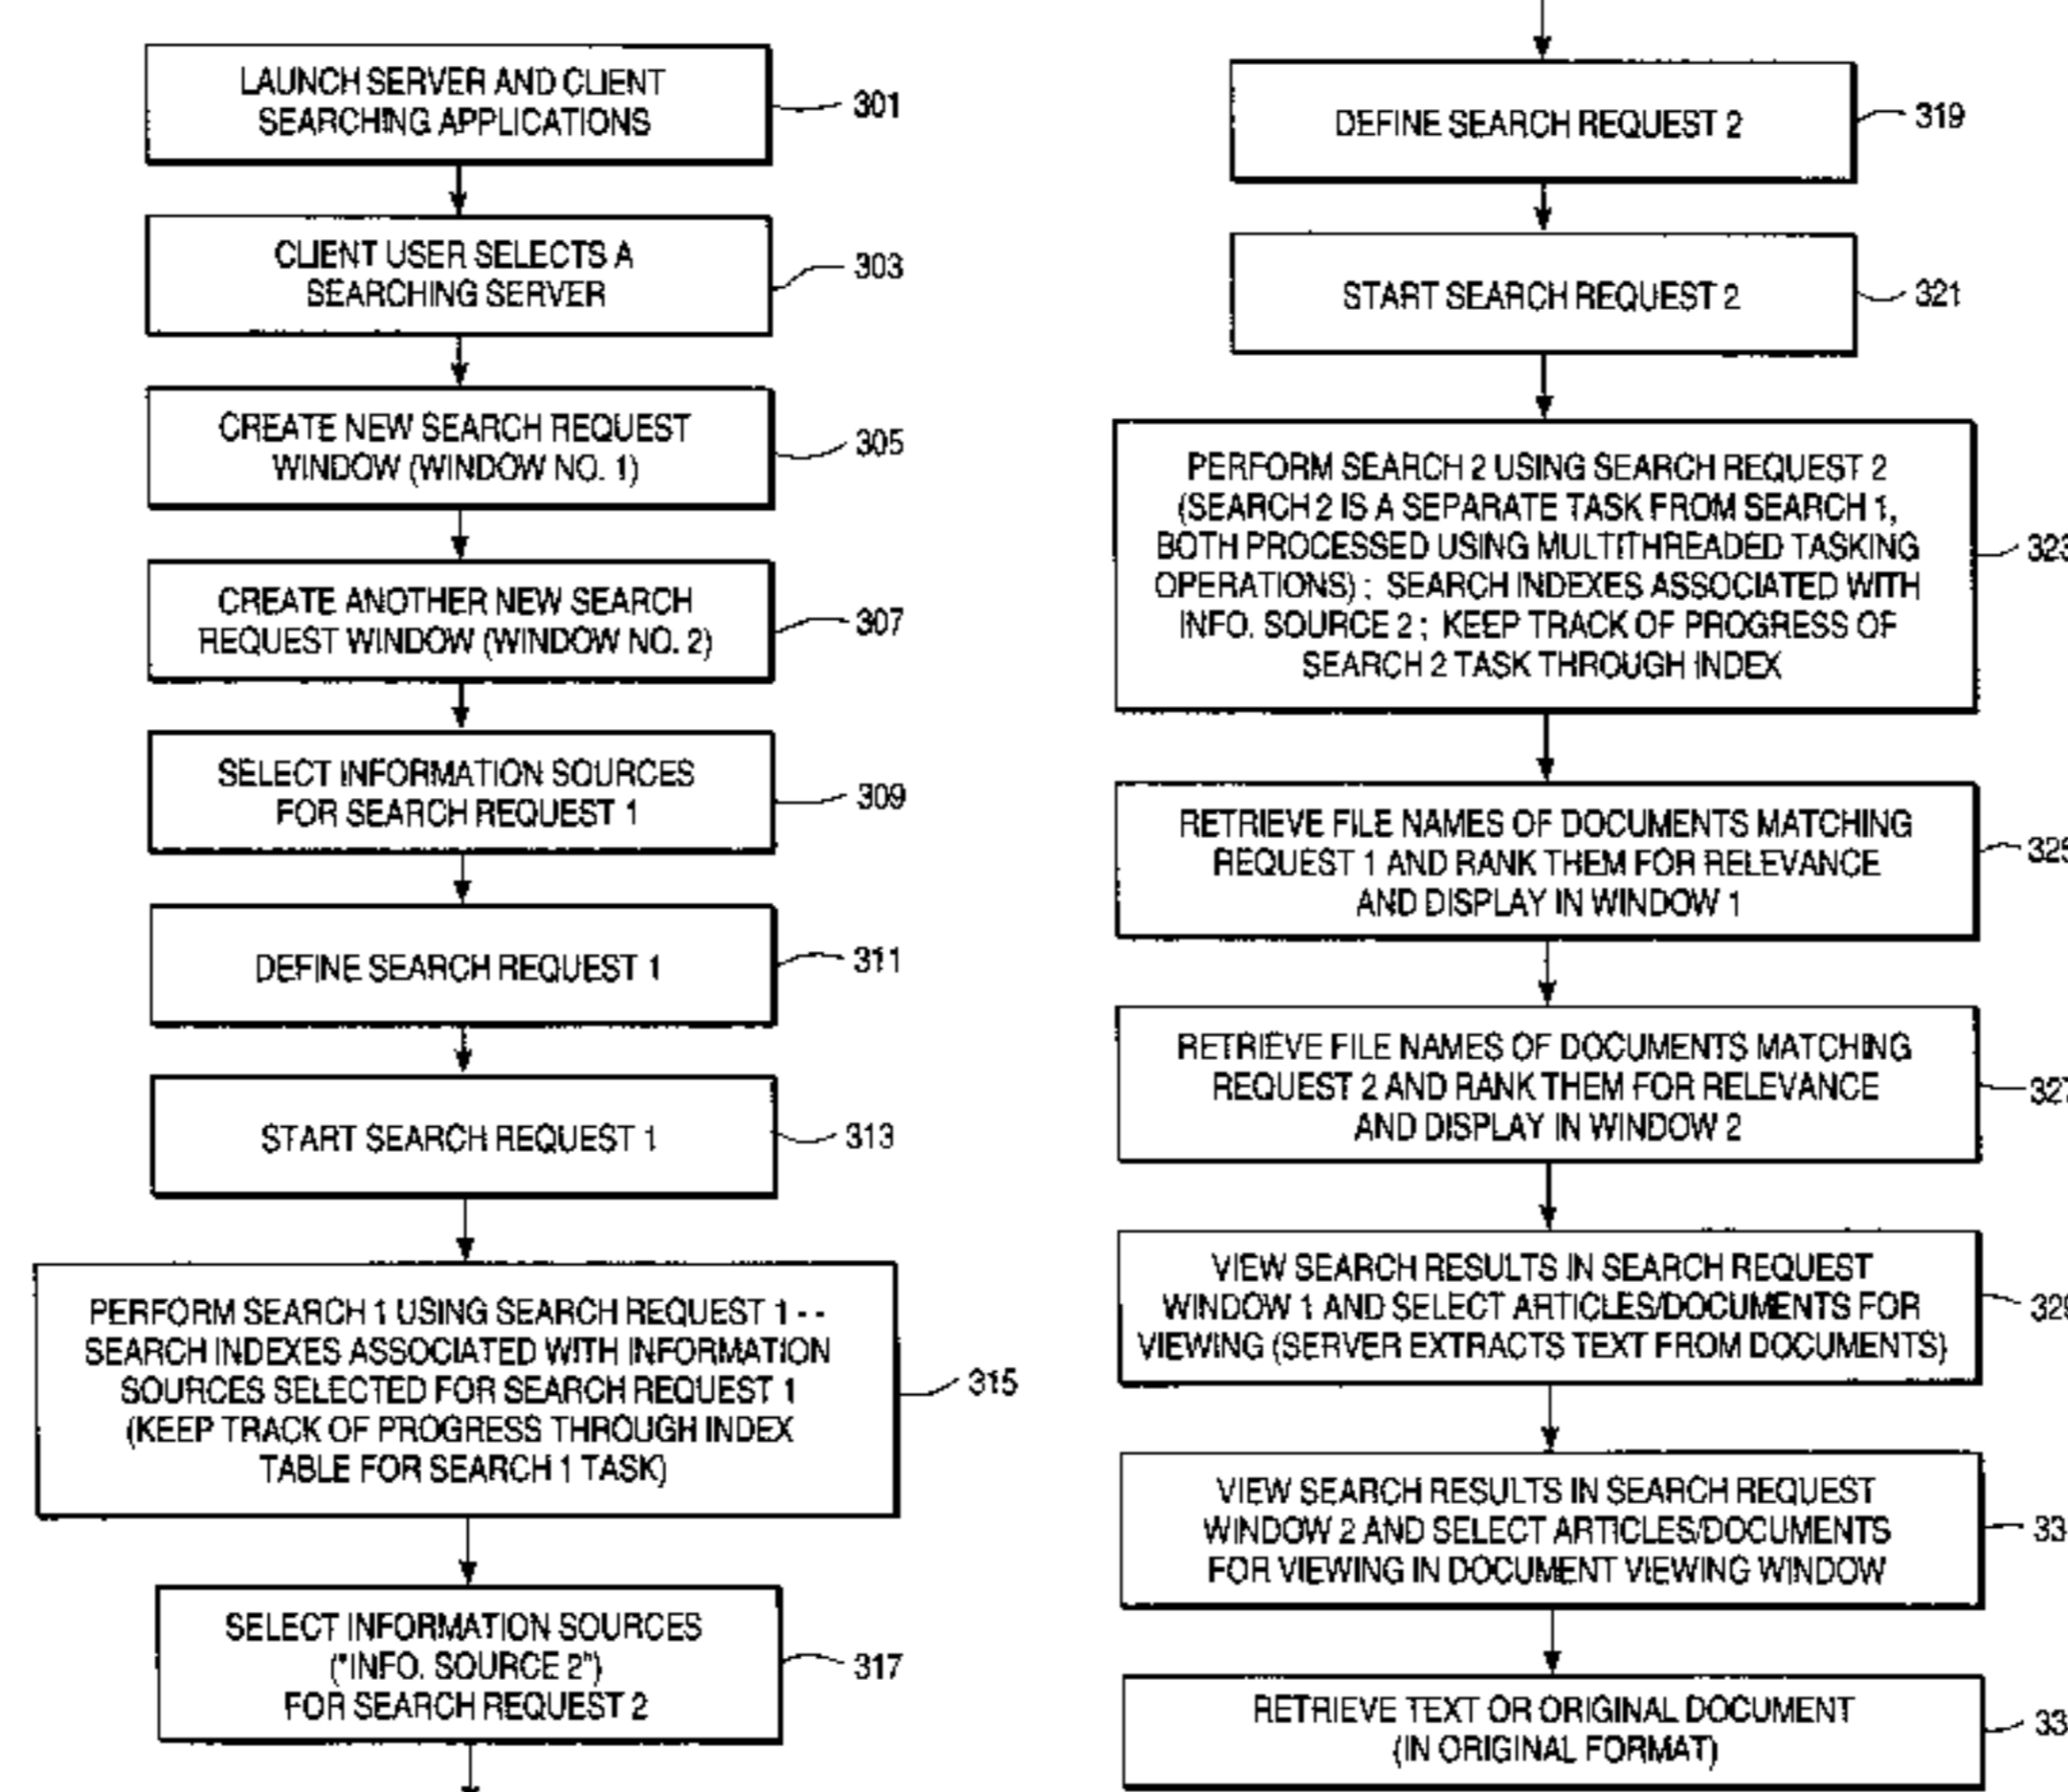 LAUNCH SERVER AND CLIENT
SEARCHING APPLICATIONS
301
CLIENT USER SELECTS A
SEARCHING SERVER
303
CREATE NEW SEARCH REQUEST
WINDOW (WINDOW NO. 1)
305
CREATE ANOTHER NEW SEARCH
REQUEST WINDOW (WINDOW NO. 2)
307
SELECT INFORMATION SOURCES
FOR SEARCH REQUEST 1
309
DEFINE SEARCH REQUEST 1
311
START SEARCH REQUEST 1
313
PERFORM SEARCH 1 USING SEARCH REQUEST 1 - -
SEARCH INDEXES ASSOCIATED WITH INFORMATION
SOURCES SELECTED FOR SEARCH REQUEST 1
(KEEP TRACK OF PROGRESS THROUGH INDEX
TABLE FOR SEARCH 1 TASK)
315
SELECT INFORMATION SOURCES
("INFO. SOURCE 2")
FOR SEARCH REQUEST 2
317
DEFINE SEARCH REQUEST 2
319
START SEARCH REQUEST 2
321
PERFORM SEARCH 2 USING SEARCH REQUEST 2
(SEARCH 2 IS A SEPARATE TASK FROM SEARCH 1,
BOTH PROCESSED USING MULTITHREADED TASKING
OPERATIONS) ; SEARCH INDEXES ASSOCIATED WITH
INFO. SOURCE 2 ; KEEP TRACK OF PROGRESS OF
SEARCH 2 TASK THROUGH INDEX
323
RETRIEVE FILE NAMES OF DOCUMENTS MATCHING
REQUEST 1 AND RANK THEM FOR RELEVANCE
AND DISPLAY IN WINDOW 1
325
RETRIEVE FILE NAMES OF DOCUMENTS MATCHING
REQUEST 2 AND RANK THEM FOR RELEVANCE
AND DISPLAY IN WINDOW 2
327
VIEW SEARCH RESULTS IN SEARCH REQUEST
WINDOW 1 AND SELECT ARTICLES/DOCUMENTS FOR
VIEWING (SERVER EXTRACTS TEXT FROM DOCUMENTS)
329
VIEW SEARCH RESULTS IN SEARCH REQUEST
WINDOW 2 AND SELECT ARTICLES/DOCUMENTS
FOR VIEWING IN DOCUMENT VIEWING WINDOW
33
RETRIEVE TEXT OR ORIGINAL DOCUMENT
(IN ORIGINAL FORMAT)
33